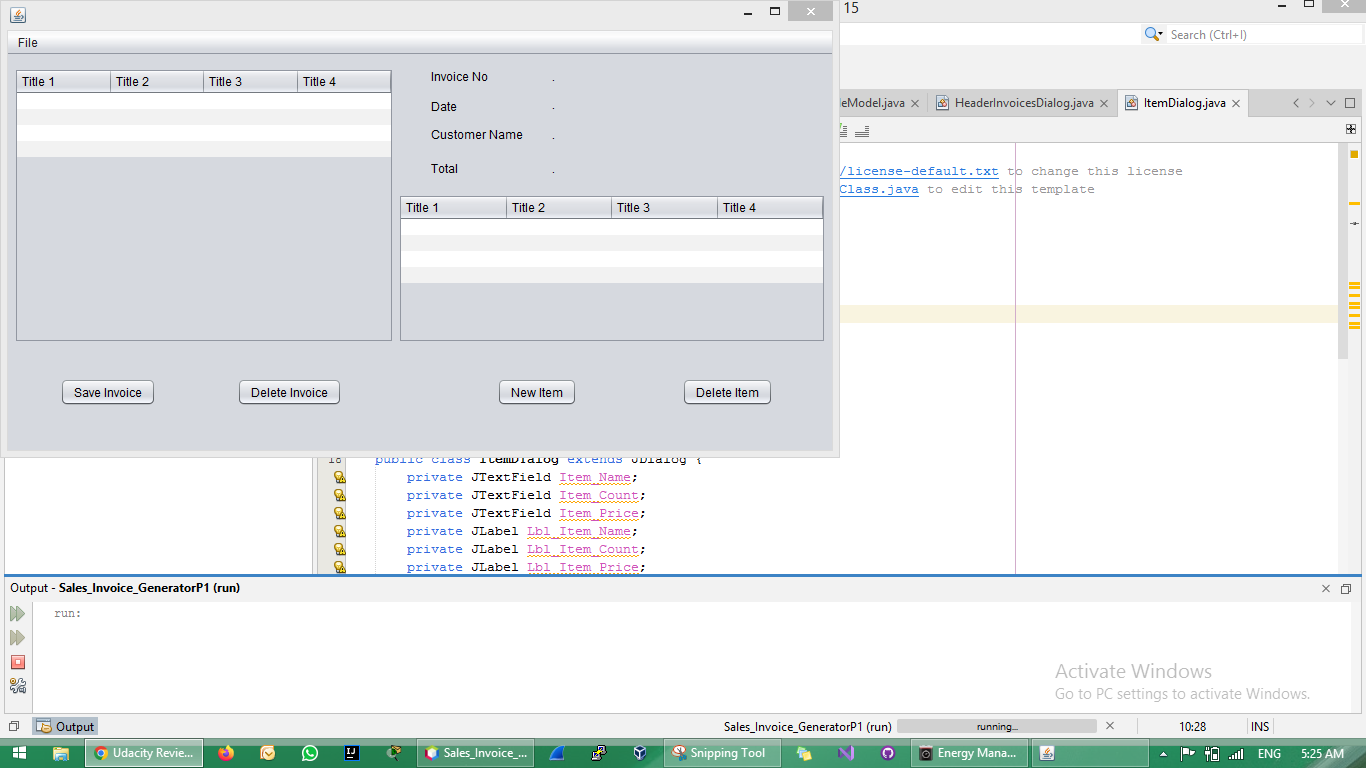 15
File
Search (Ctrl+I)
Title 1 Title 2 Title 3 Title 4
Invoice No .
Date .
Customer Name .
Total .
Title 1 Title 2 Title 3 Title 4
Save Invoice Delete Invoice New Item Delete Item
eModel.java HeaderInvoicesDialog.java ItemDialog.java
/license-default.txt to change this license
Class.java to edit this template
18 public class ItemDialog extends JDialog {
private JTextField Item_Name;
private JTextField Item_Count;
private JTextField Item_Price;
private JLabel Lbl_Item_Name;
private JLabel Lbl_Item_Count;
private JLabel Lbl_Item_Price;
Output - Sales_Invoice_GeneratorP1 (run)
run:
Activate Windows
Go to PC settings to activate Windows.
Output
Sales_Invoice_GeneratorP1 (run) running... 10:28 INS
Udacity Revie... Sales_Invoice_... Snipping Tool Energy Mana... ENG 5:25 AM